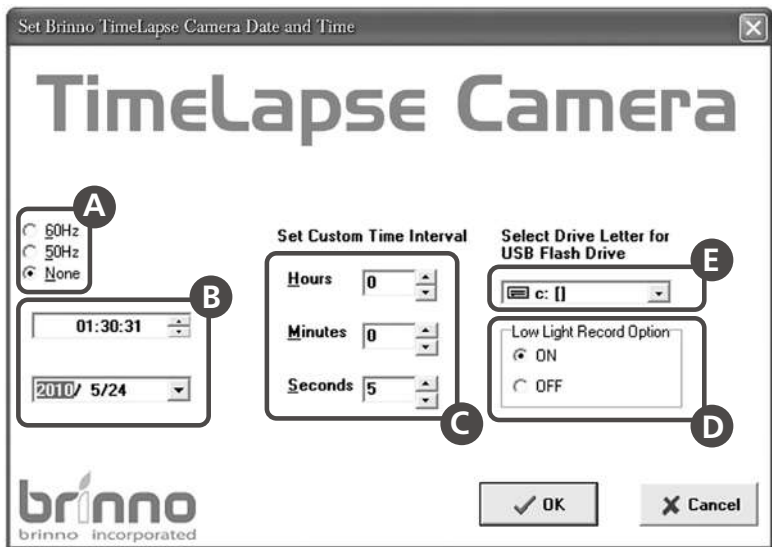 Set Brinno TimeLapse Camera Date and Time
TimeLapse Camera
A
60Hz
50Hz
None
B
01:30:31
2010/ 5/24
Set Custom Time Interval
Hours 0
Minutes 0
Seconds 5
C
Select Drive Letter for
USB Flash Drive
E
c: []
Low Light Record Option
ON
OFF
D
brinno
brinno incorporated
OK
Cancel